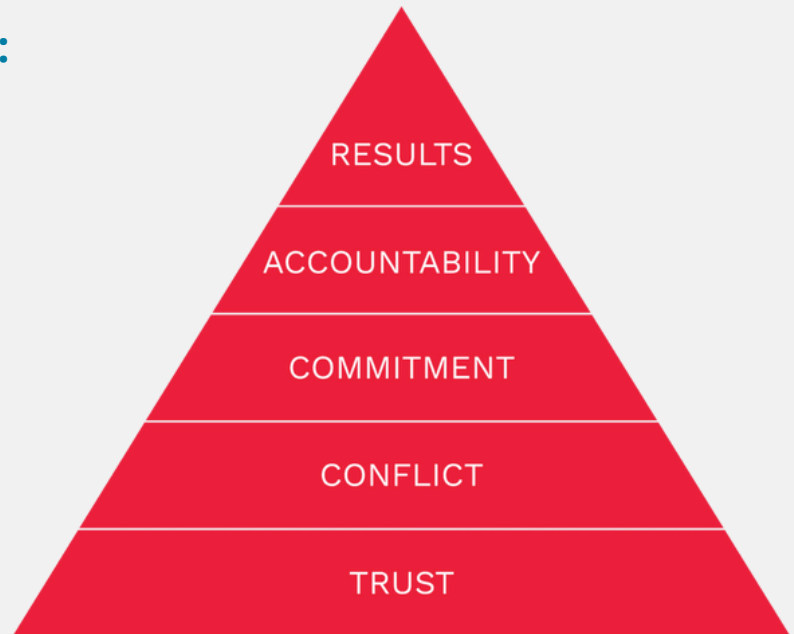 :
RESULTS
ACCOUNTABILITY
COMMITMENT
CONFLICT
TRUST